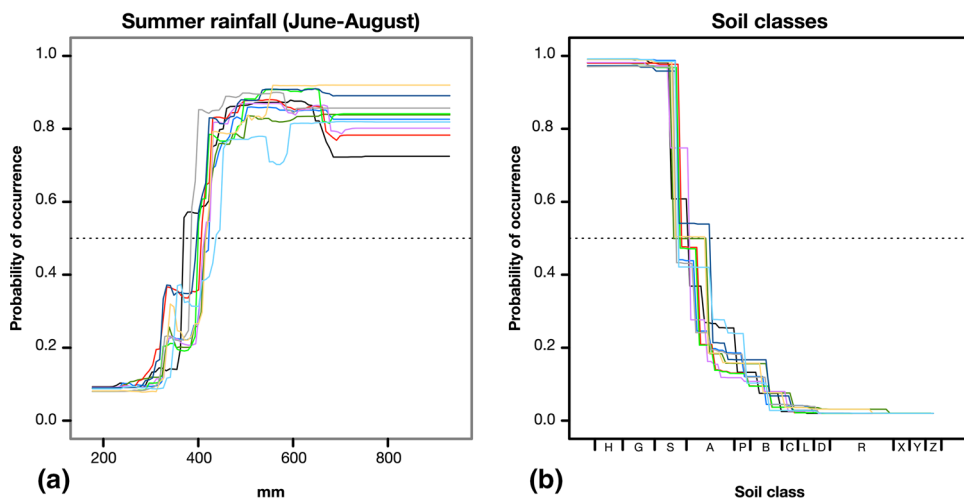 Summer rainfall (June-August)
Probability of occurrence
1.0
0.8
0.6
0.4
0.2
0.0
200 400 600 800
mm
(a)
Soil classes
Probability of occurrence
1.0
0.8
0.6
0.4
0.2
0.0
H G S A P B C L D R X Y Z
Soil class
(b)